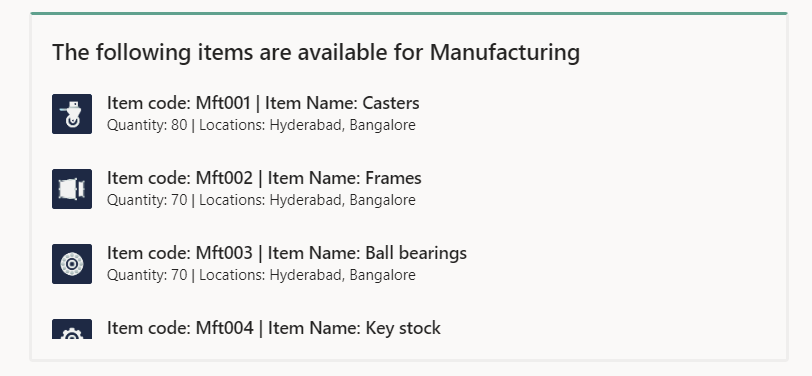 The following items are available for Manufacturing
Item code: Mft001 | Item Name: Casters
Quantity: 80 | Locations: Hyderabad, Bangalore
Item code: Mft002 | Item Name: Frames
Quantity: 70 | Locations: Hyderabad, Bangalore
Item code: Mft003 | Item Name: Ball bearings
Quantity: 70 | Locations: Hyderabad, Bangalore
Item code: Mft004 | Item Name: Key stock